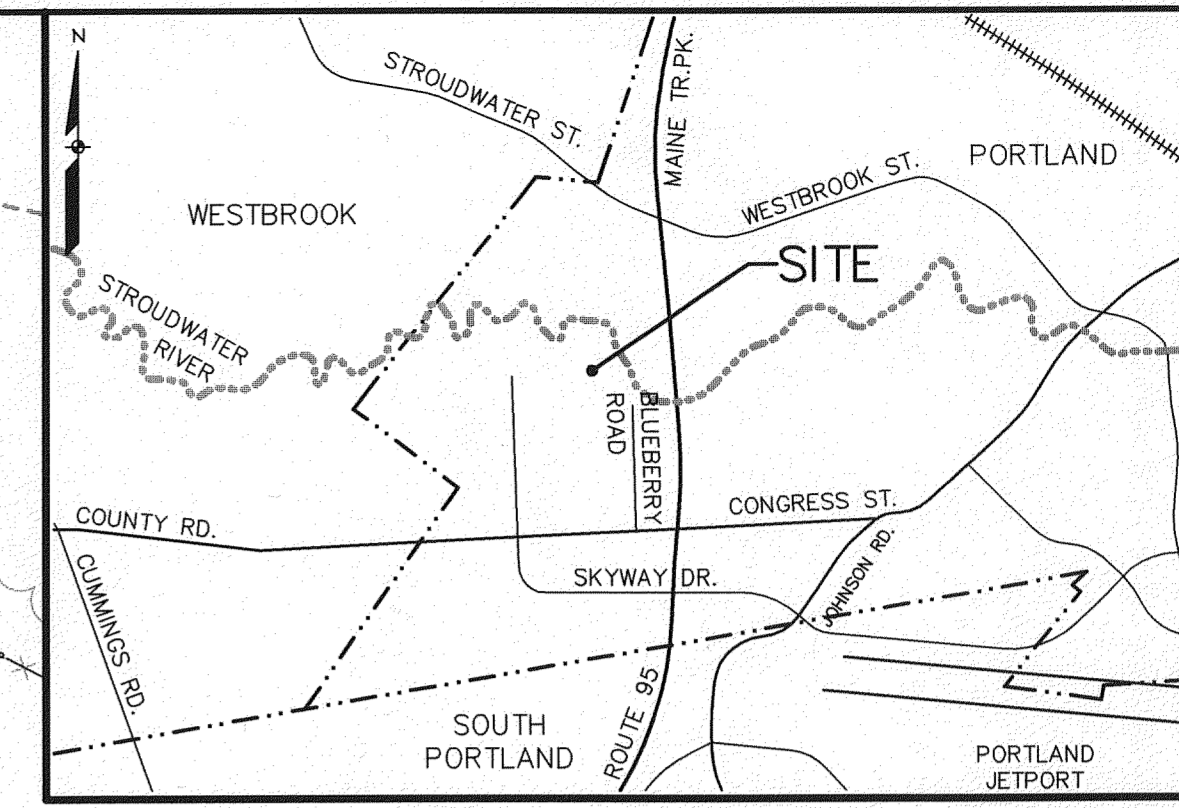 N
STROUDWATER ST.
MAINE TR.PK.
PORTLAND
WESTBROOK ST.
WESTBROOK
SITE
STROUDWATER
RIVER
BLUEBERRY
ROAD
CONGRESS ST.
COUNTY RD.
SKYWAY DR.
JOHNSON RD.
CUMMINGS RD.
ROUTE 95
SOUTH
PORTLAND
PORTLAND
JETPORT